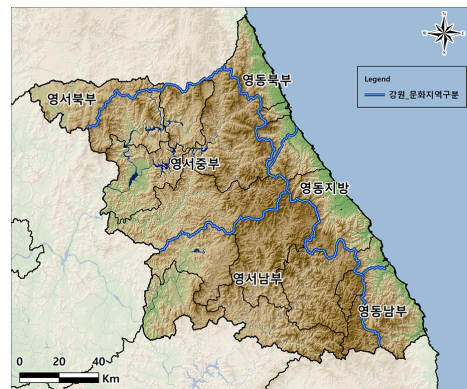 N
W
E
S
Legend
강원_문화지역구분
영동북부
영서북부
영서중부
영동지방
영서남부
영동남부
0 20 40
Km